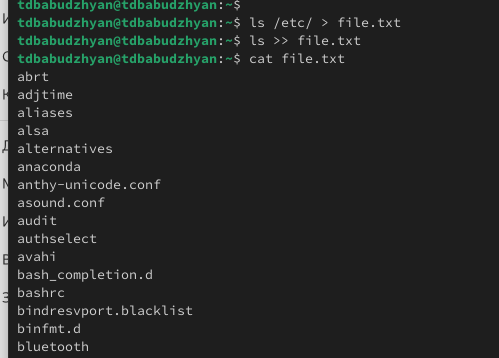 tdbabudzhyan@tdbabudzhyan:~$
tdbabudzhyan@tdbabudzhyan:~$ ls /etc/ > file.txt
tdbabudzhyan@tdbabudzhyan:~$ ls >> file.txt
tdbabudzhyan@tdbabudzhyan:~$ cat file.txt
abrt
adjtime
aliases
alsa
alternatives
anaconda
anthy-unicode.conf
asound.conf
audit
authselect
avahi
bash_completion.d
bashrc
bindresvport.blacklist
binfmt.d
bluetooth